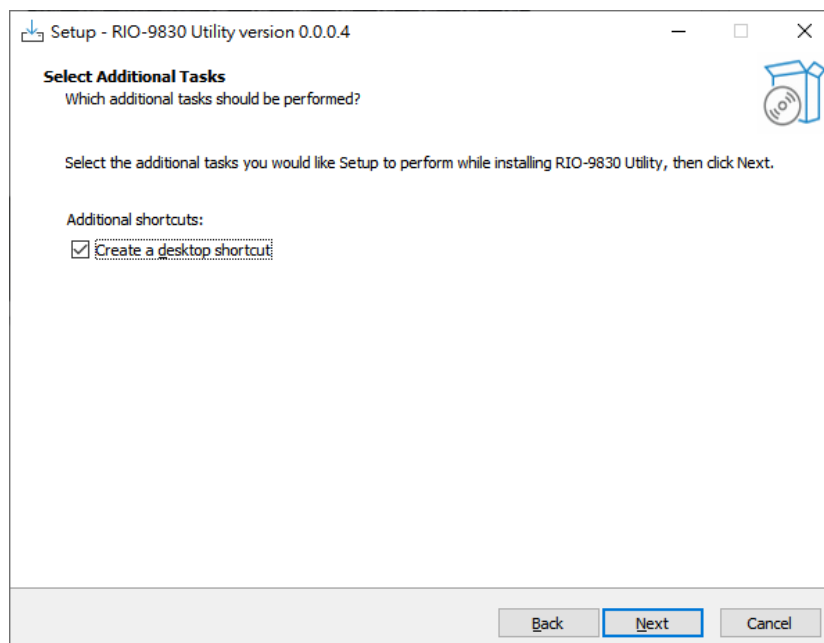 Setup - RIO-9830 Utility version 0.0.0.4
Select Additional Tasks
Which additional tasks should be performed?
Select the additional tasks you would like Setup to perform while installing RIO-9830 Utility, then click Next.
Additional shortcuts:
Create a desktop shortcut
Back Next Cancel